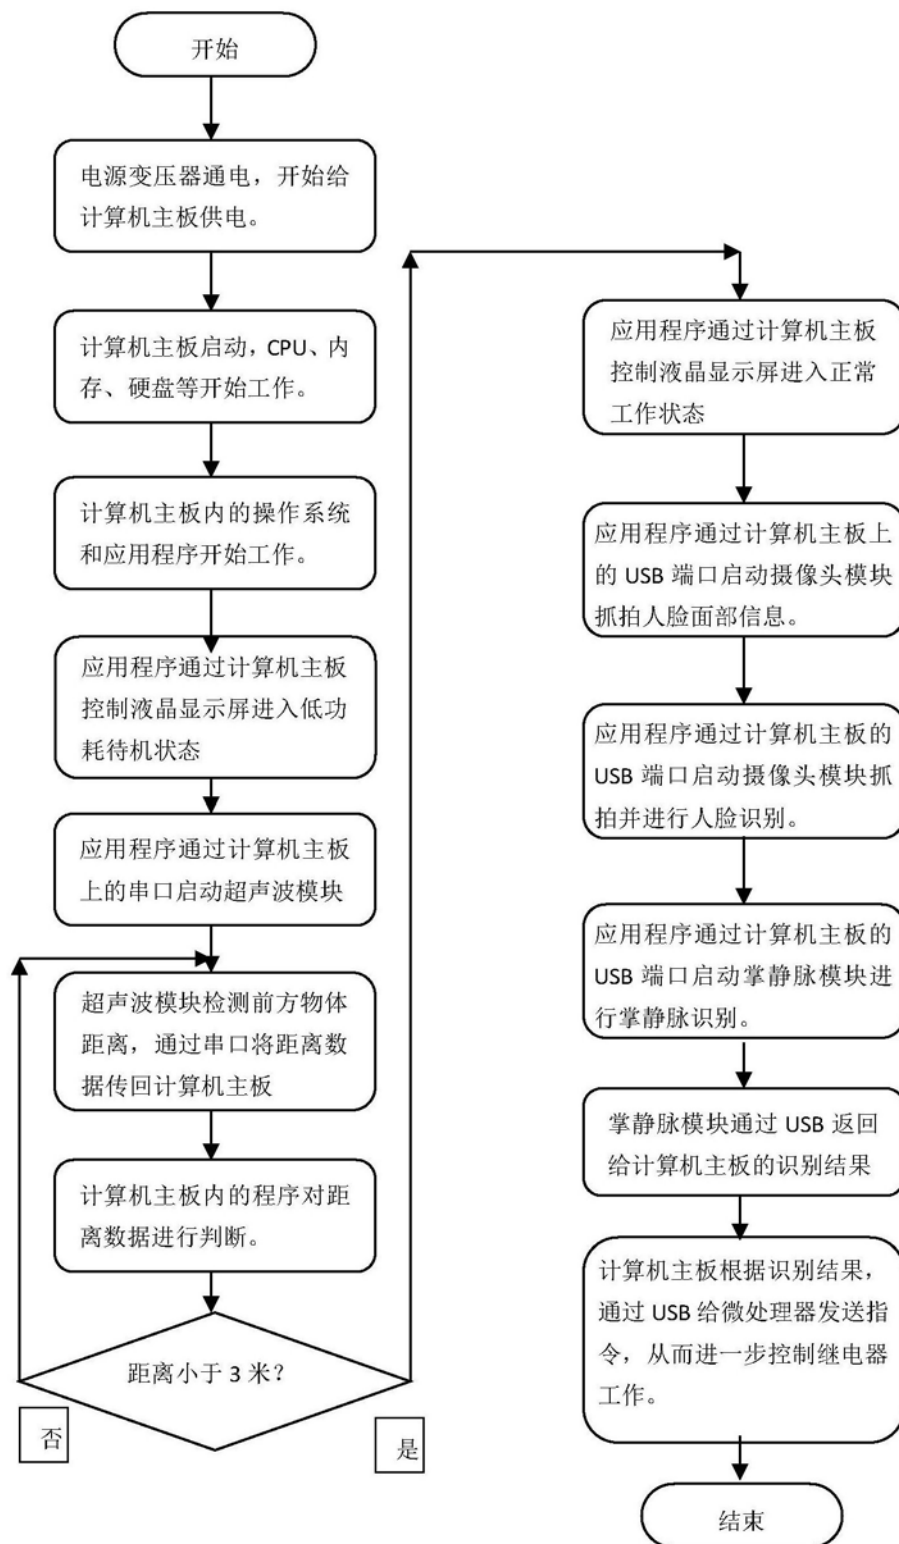 开始
电源变压器通电，开始给
计算机主板供电。
计算机主板启动，CPU、内
存、硬盘等开始工作。
计算机主板内的操作系统
和应用程序开始工作。
应用程序通过计算机主板
控制液晶显示屏进入低功
耗待机状态
应用程序通过计算机主板
上的串口启动超声波模块
超声波模块检测前方物体
距离，通过串口将距离数
据传回计算机主板
计算机主板内的程序对距
离数据进行判断。
距离小于 3 米？
否
是
应用程序通过计算机主板
控制液晶显示屏进入正常
工作状态
应用程序通过计算机主板上
的 USB 端口启动摄像头模块
抓拍人脸面部信息。
应用程序通过计算机主板的
USB 端口启动摄像头模块抓
拍并进行人脸识别。
应用程序通过计算机主板的
USB 端口启动掌静脉模块进
行掌静脉识别。
掌静脉模块通过 USB 返回
给计算机主板的识别结果
计算机主板根据识别结果，
通过 USB 给微处理器发送指
令，从而进一步控制继电器
工作。
结束